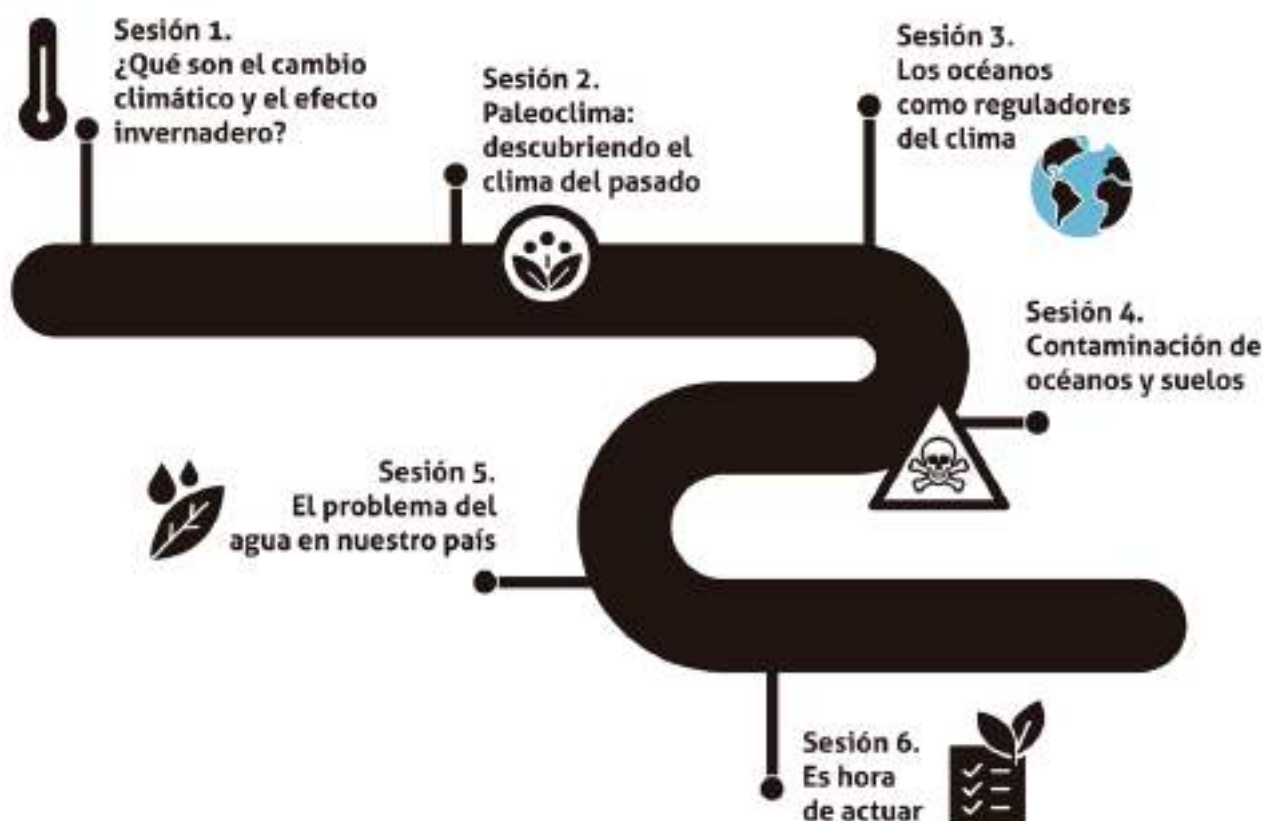 Sesión 1.
¿Qué son el cambio
climático y el efecto
invernadero?
Sesión 2.
Paleoclima:
descubriendo el
clima del pasado
Sesión 3.
Los océanos
como reguladores
del clima
Sesión 4.
Contaminación de
océanos y suelos
Sesión 5.
El problema del
agua en nuestro país
Sesión 6.
Es hora
de actuar